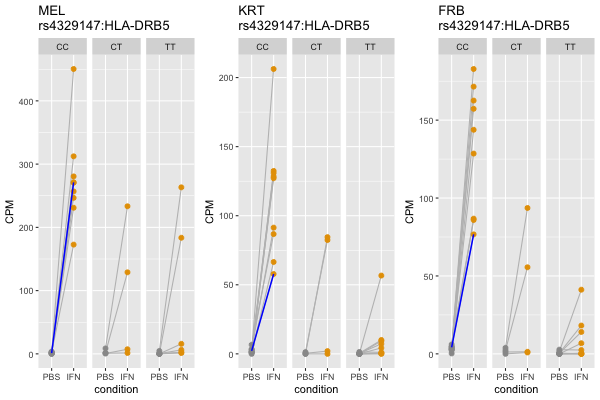 MEL
rs4329147:HLA-DRB5
CC CT TT
CPM
400
300
200
100
0
PBS IFN PBS IFN PBS IFN
condition
KRT
rs4329147:HLA-DRB5
CC CT TT
CPM
200
150
100
50
0
PBS IFN PBS IFN PBS IFN
condition
FRB
rs4329147:HLA-DRB5
CC CT TT
CPM
150
100
50
0
PBS IFN PBS IFN PBS IFN
condition